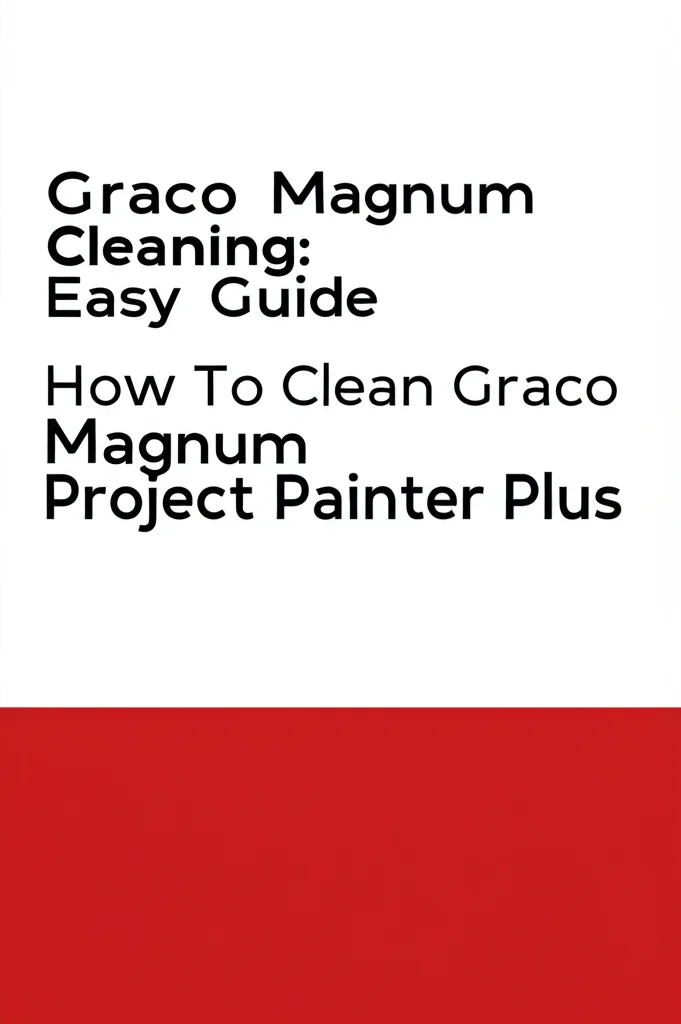 Graco Magnum
Cleaning:
Easy Guide
How To Clean Graco
Magnum
Project Painter Plus